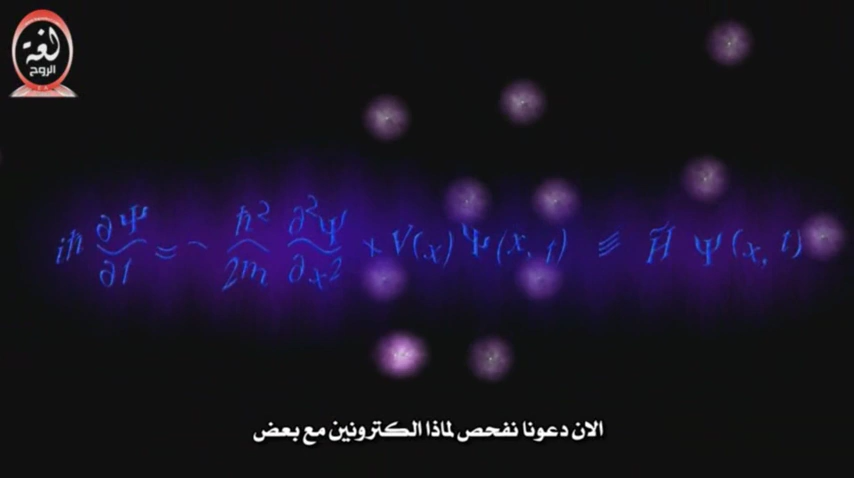 لغة
الروح
iħ ∂Ψ/∂t = - ħ²/2m ∂²Ψ/∂x2 + V(x) Ψ(x, t) ≡ H̃ Ψ(x, t)
الان دعونا نفحص لماذا الكترونين مع بعض